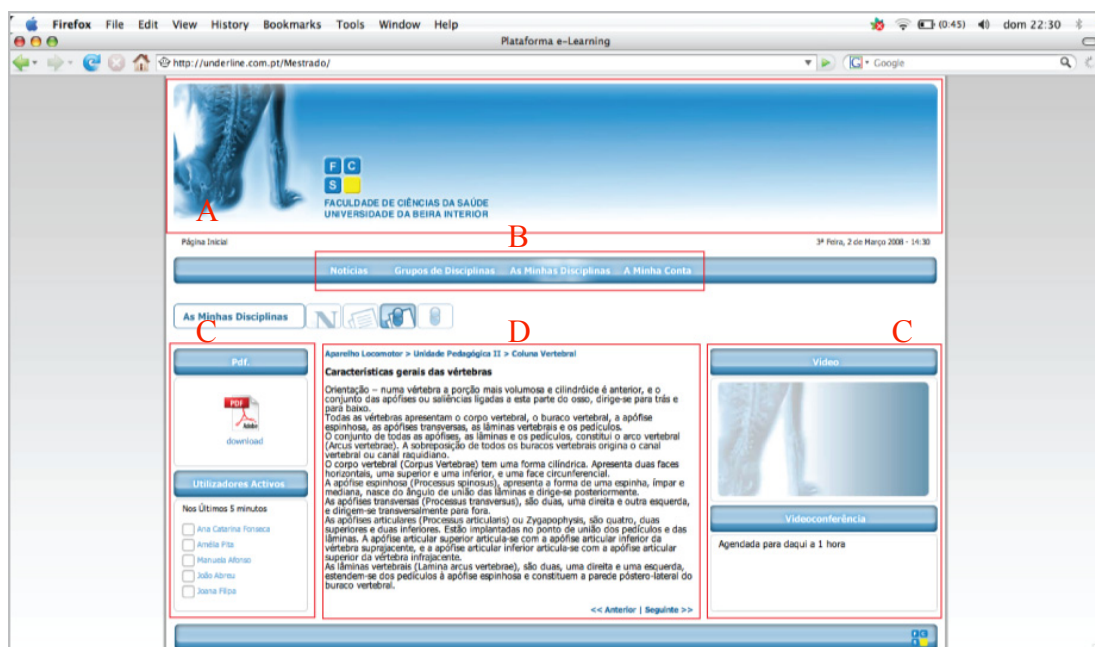 Firefox File Edit View History Bookmarks Tools Window Help (0:45) dom 22:30
Plataforma e-Learning
http://underline.com.pt/Mestrado/ G Google
F C
S
FACULDADE DE CIÊNCIAS DA SAÚDE
UNIVERSIDADE DA BEIRA INTERIOR
A
B
Página Inicial 3ª Feira, 2 de Março 2008 - 14:30
Notícias Grupos de Disciplinas As Minhas Disciplinas A Minha Conta
As Minhas Disciplinas N
C
D
C
Pdf.
PDF
Adobe
download
Utilizadores Activos
Nos Últimos 5 minutos
Ana Catarina Fonseca
Amélia Fita
Manuela Afonso
João Abreu
Joana Filipa
Aparelho Locomotor > Unidade Pedagógica II > Coluna Vertebral
Características gerais das vértebras
Orientação – numa vértebra a porção mais volumosa e cilindróide é anterior, e o
conjunto das apófises ou saliências ligadas a esta parte do osso, dirige-se para trás e
para baixo.
Todas as vértebras apresentam o corpo vertebral, o buraco vertebral, a apófise
espinhosa, as apófises transversas, as lâminas vertebrais e os pedículos.
O conjunto de todas as apófises, as lâminas e os pedículos, constitui o arco vertebral
(Arcus vertebrae). A sobreposição de todos os buracos vertebrais origina o canal
vertebral ou canal raquidiano.
O corpo vertebral (Corpus Vertebrae) tem uma forma cilíndrica. Apresenta duas faces
horizontais, uma superior e uma inferior, e uma face circunferencial.
A apófise espinhosa (Processus spinosus), apresenta a forma de uma espinha, ímpar e
mediana, nasce do ângulo de união das lâminas e dirige-se posteriormente.
As apófises transversas (Processus transversus), são duas, uma direita e outra esquerda,
e dirigem-se transversalmente para fora.
As apófises articulares (Processus articularis) ou Zygapophysis, são quatro, duas
superiores e duas inferiores. Estão implantadas no ponto de união dos pedículos e das
lâminas. A apófise articular superior articula-se com a apófise articular inferior da
vértebra suprajacente, e a apófise articular inferior articula-se com a apófise articular
superior da vértebra infrajacente.
As lâminas vertebrais (Lamina arcus vertebrae), são duas, uma direita e uma esquerda,
estendem-se dos pedículos à apófise espinhosa e constituem a parede póstero-lateral do
buraco vertebral.
<< Anterior | Seguinte >>
Video
Videoconferência
Agendada para daqui a 1 hora